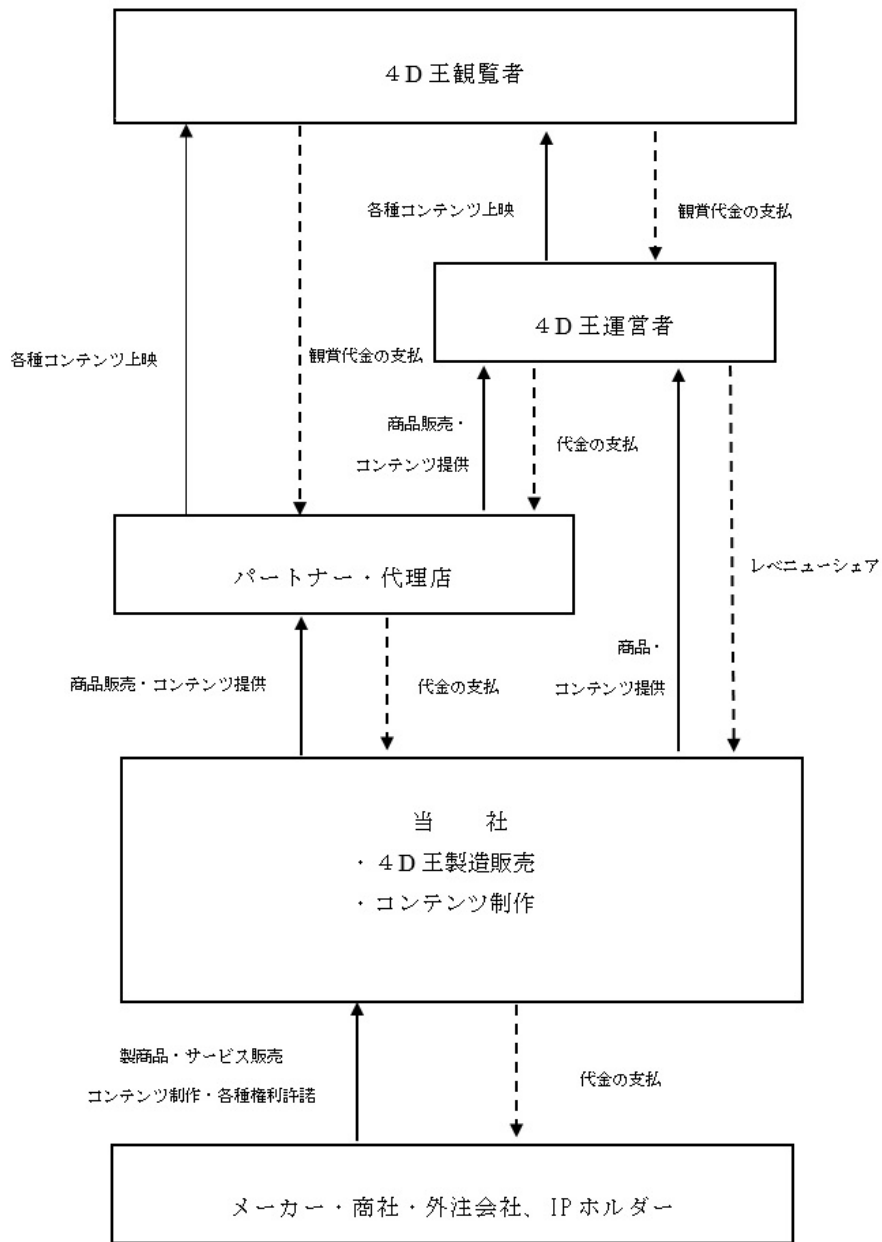 ４D王観覧者
各種コンテンツ上映
観賞代金の支払
４D王運営者
各種コンテンツ上映
観賞代金の支払
商品販売・
コンテンツ提供
代金の支払
パートナー・代理店
レベニューシェア
商品販売・コンテンツ提供
代金の支払
商品・
コンテンツ提供
当　　社
・４D王製造販売
・コンテンツ制作
製商品・サービス販売
コンテンツ制作・各種権利許諾
代金の支払
メーカー・商社・外注会社、IPホルダー